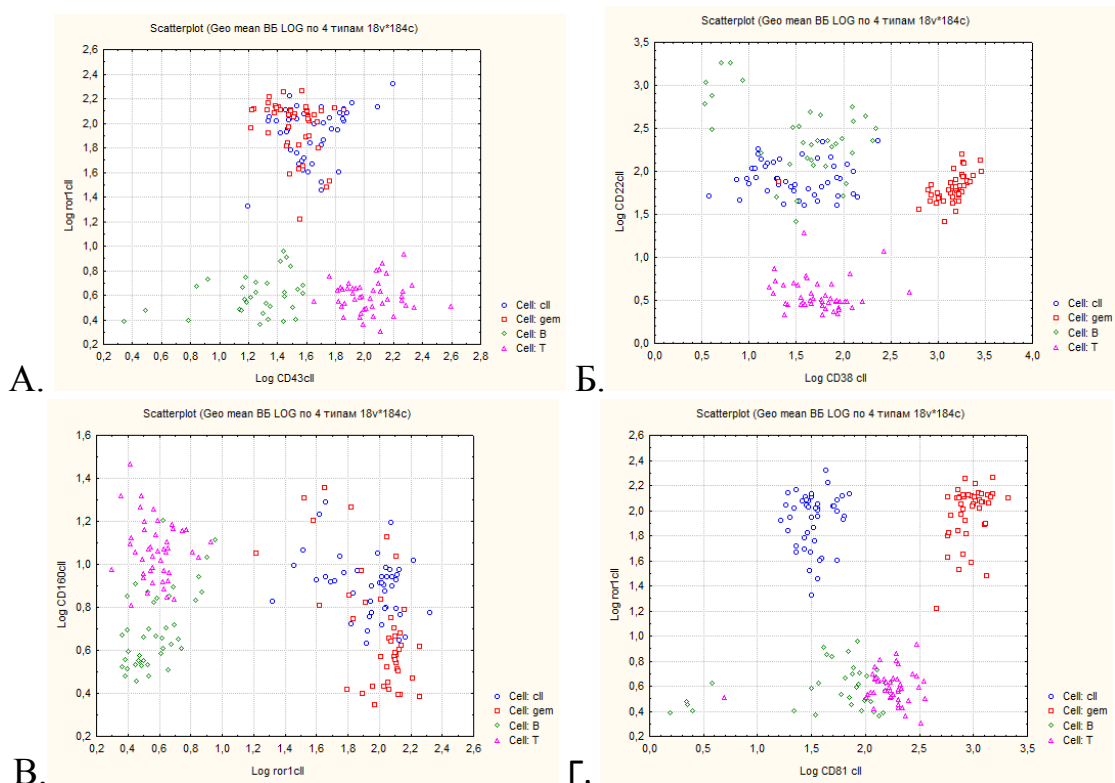 Scatterplot (Geo mean ВБ LOG по 4 типам 18v*184c)
2,6
2,4
2,2
2,0
1,8
1,6
1,4
1,2
1,0
0,8
0,6
0,4
0,2
Log ror1cll
0,2 0,4 0,6 0,8 1,0 1,2 1,4 1,6 1,8 2,0 2,2 2,4 2,6 2,8
Log CD43cll
Cell: cll
Cell: gem
Cell: B
Cell: T
А.
Scatterplot (Geo mean ВБ LOG по 4 типам 18v*184c)
3,5
3,0
2,5
2,0
1,5
1,0
0,5
0,0
Log CD22cll
0,0 0,5 1,0 1,5 2,0 2,5 3,0 3,5 4,0
Log CD38 cll
Cell: cll
Cell: gem
Cell: B
Cell: T
Б.
Scatterplot (Geo mean ВБ LOG по 4 типам 18v*184c)
1,6
1,4
1,2
1,0
0,8
0,6
0,4
0,2
Log CD160cll
0,2 0,4 0,6 0,8 1,0 1,2 1,4 1,6 1,8 2,0 2,2 2,4 2,6
Log ror1cll
Cell: cll
Cell: gem
Cell: B
Cell: T
В.
Scatterplot (Geo mean ВБ LOG по 4 типам 18v*184c)
2,6
2,4
2,2
2,0
1,8
1,6
1,4
1,2
1,0
0,8
0,6
0,4
0,2
Log ror1cll
0,0 0,5 1,0 1,5 2,0 2,5 3,0 3,5
Log CD81 cll
Cell: cll
Cell: gem
Cell: B
Cell: T
Г.